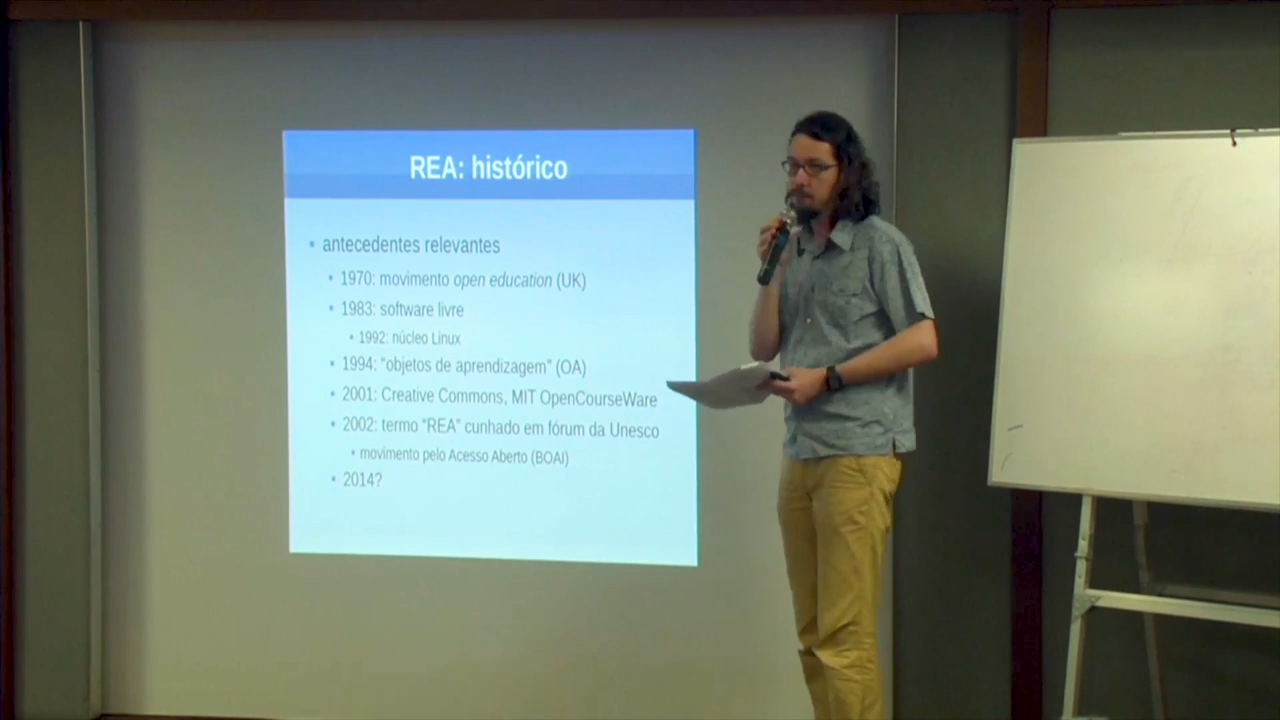 REA: histórico
▪ antecedentes relevantes
▪ 1970: movimento open education (UK)
▪ 1983: software livre
▪ 1992: núcleo Linux
▪ 1994: “objetos de aprendizagem” (OA)
▪ 2001: Creative Commons, MIT OpenCourseWare
▪ 2002: termo “REA” cunhado em fórum da Unesco
▪ movimento pelo Acesso Aberto (BOAI)
▪ 2014?